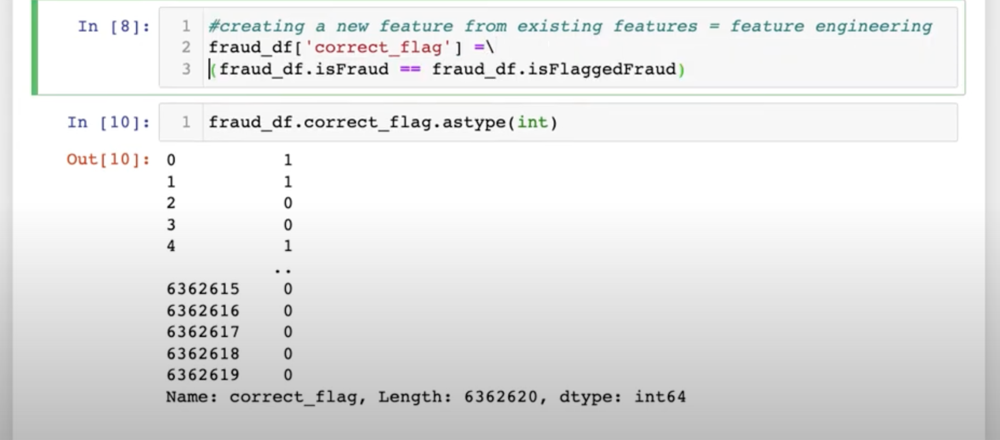 In [8]:
1 #creating a new feature from existing features = feature engineering
2 fraud_df['correct_flag'] =\
3 (fraud_df.isFraud == fraud_df.isFlaggedFraud)
In [10]:
1 fraud_df.correct_flag.astype(int)
Out[10]:
0 1
1 1
2 0
3 0
4 1
..
6362615 0
6362616 0
6362617 0
6362618 0
6362619 0
Name: correct_flag, Length: 6362620, dtype: int64